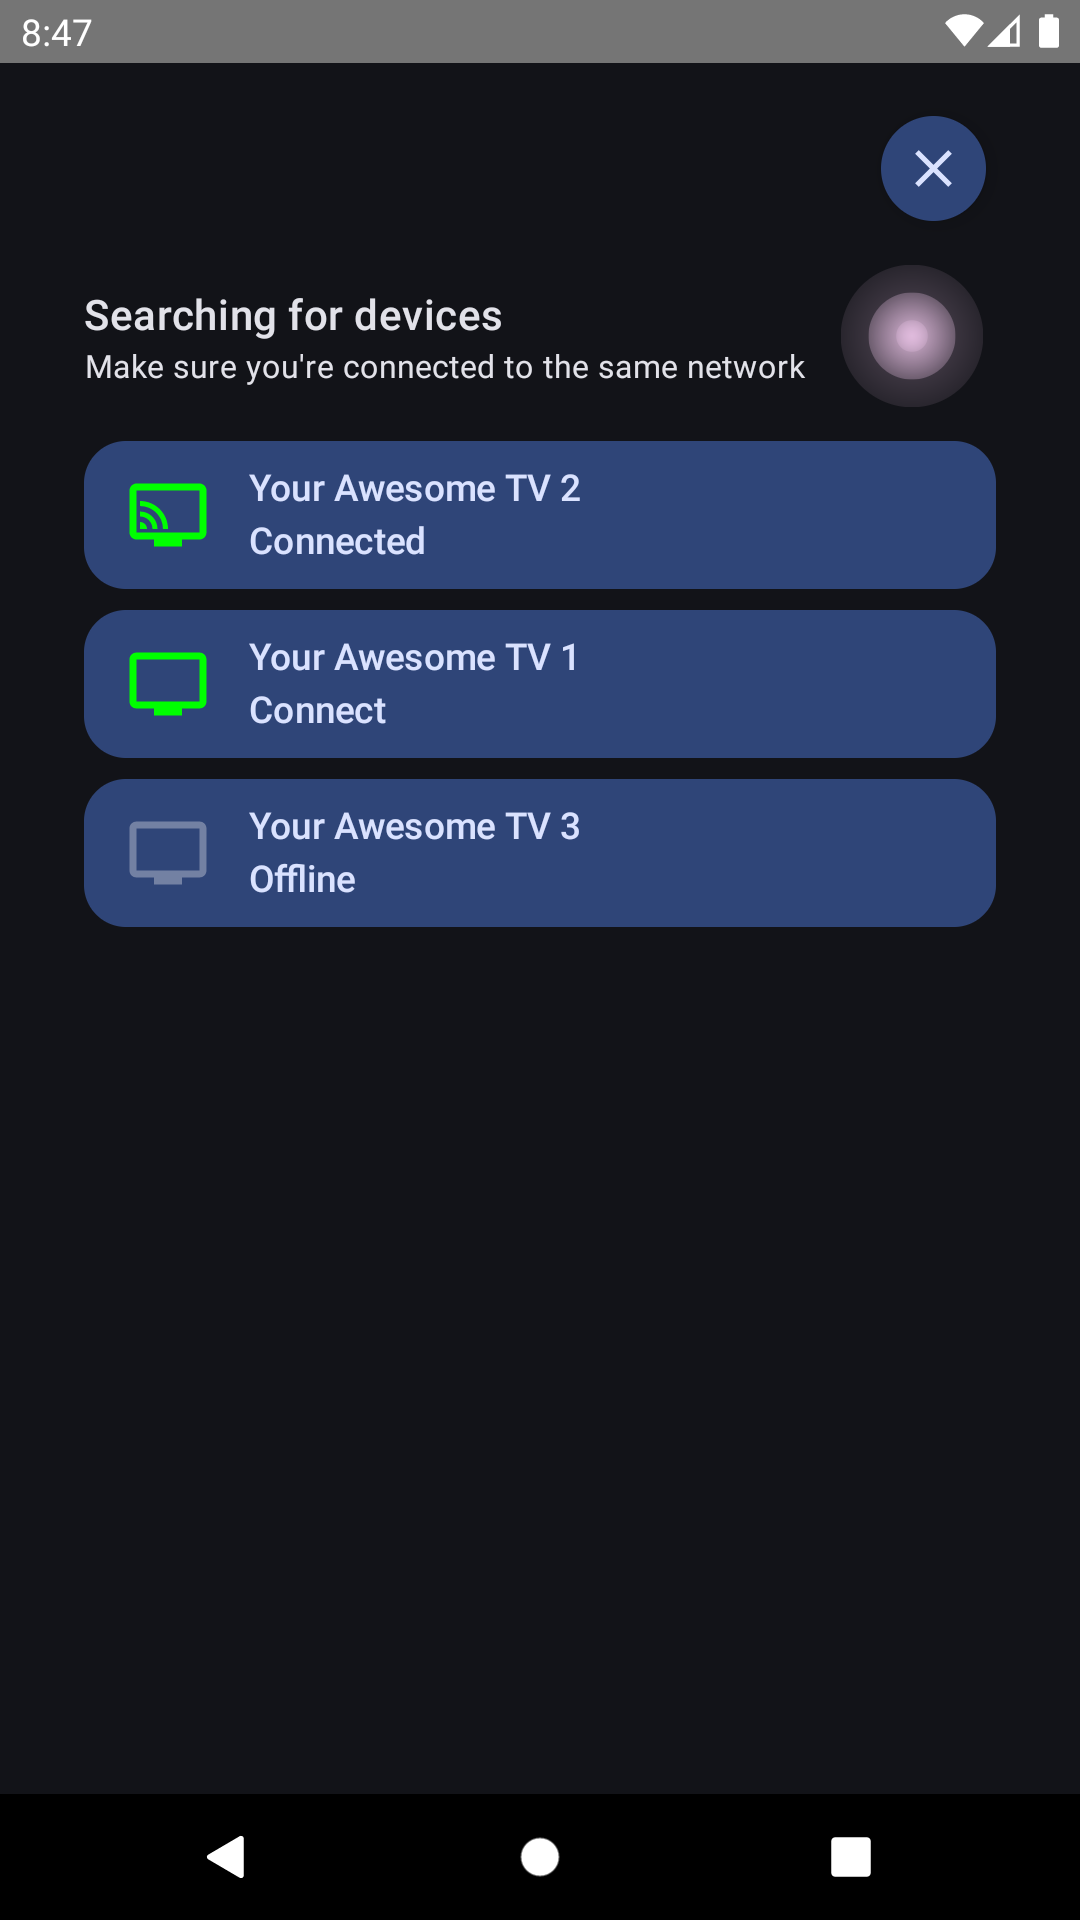 8:47
Searching for devices
Make sure you're connected to the same network
Your Awesome TV 2
Connected
Your Awesome TV 1
Connect
Your Awesome TV 3
Offline